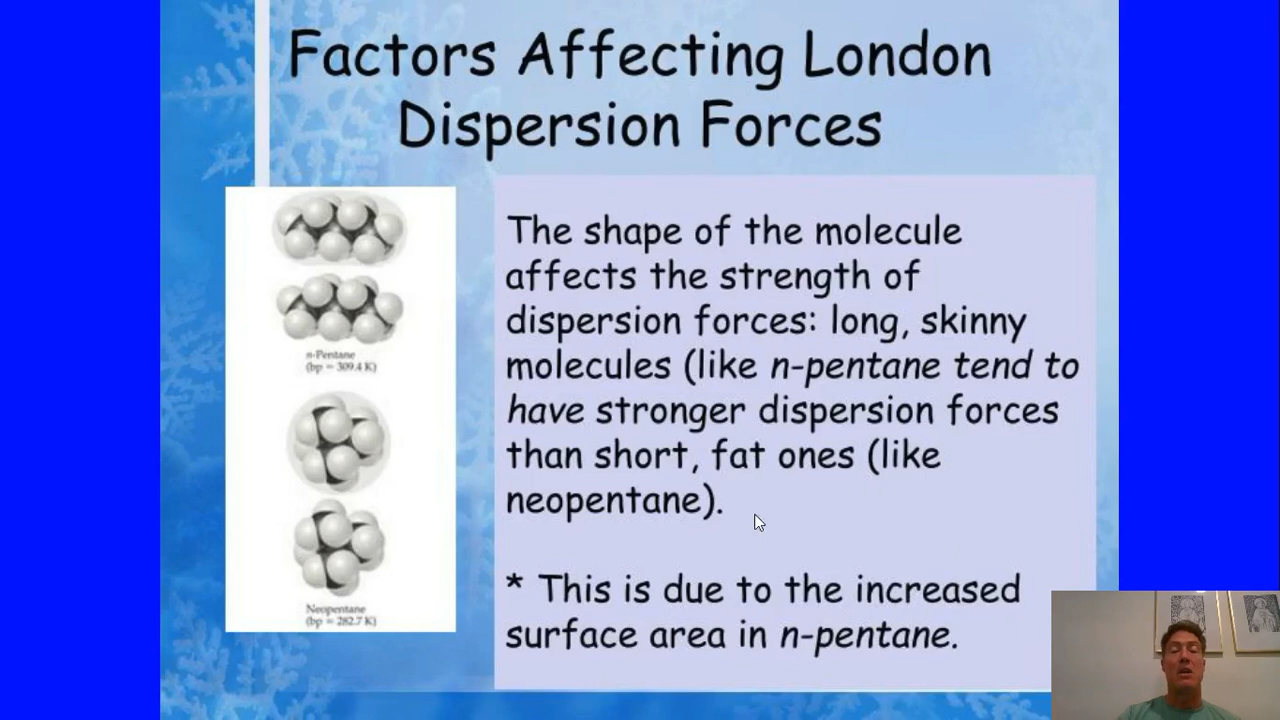 Factors Affecting London
Dispersion Forces
n-Pentane
(bp = 309.4 K)
Neopentane
(bp = 282.7 K)
The shape of the molecule
affects the strength of
dispersion forces: long, skinny
molecules (like n-pentane tend to
have stronger dispersion forces
than short, fat ones (like
neopentane).
* This is due to the increased
surface area in n-pentane.